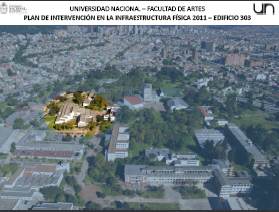 UNIVERSIDAD NACIONAL – FACULTAD DE ARTES
PLAN DE INTERVENCIÓN EN LA INFRAESTRUCTURA FÍSICA 2011 – EDIFICIO 303
un